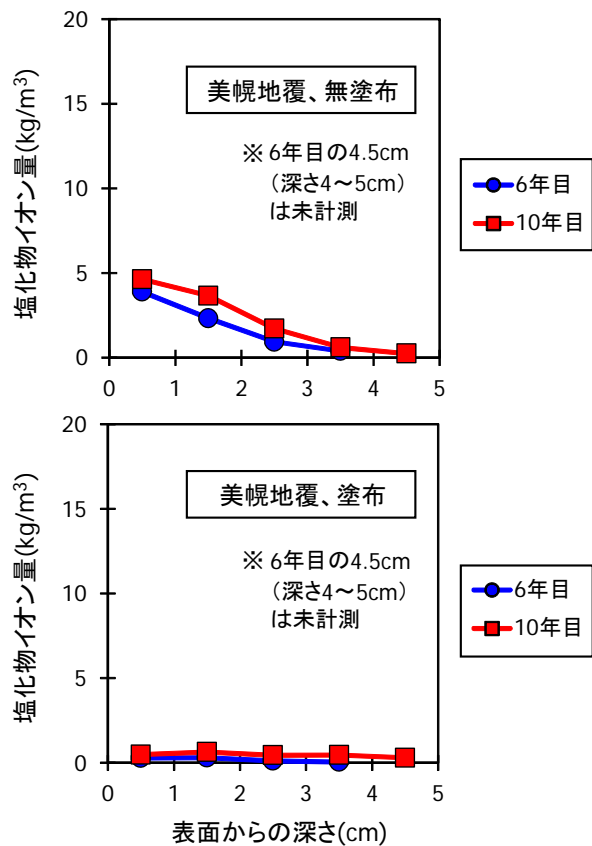 20
15
10
5
0
塩化物イオン量(kg/m³)
美幌地覆、無塗布
※ 6年目の4.5cm
（深さ4～5cm）
は未計測
6年目
10年目
0 1 2 3 4 5
20
15
10
5
0
塩化物イオン量(kg/m³)
美幌地覆、塗布
※ 6年目の4.5cm
（深さ4～5cm）
は未計測
6年目
10年目
0 1 2 3 4 5
表面からの深さ(cm)